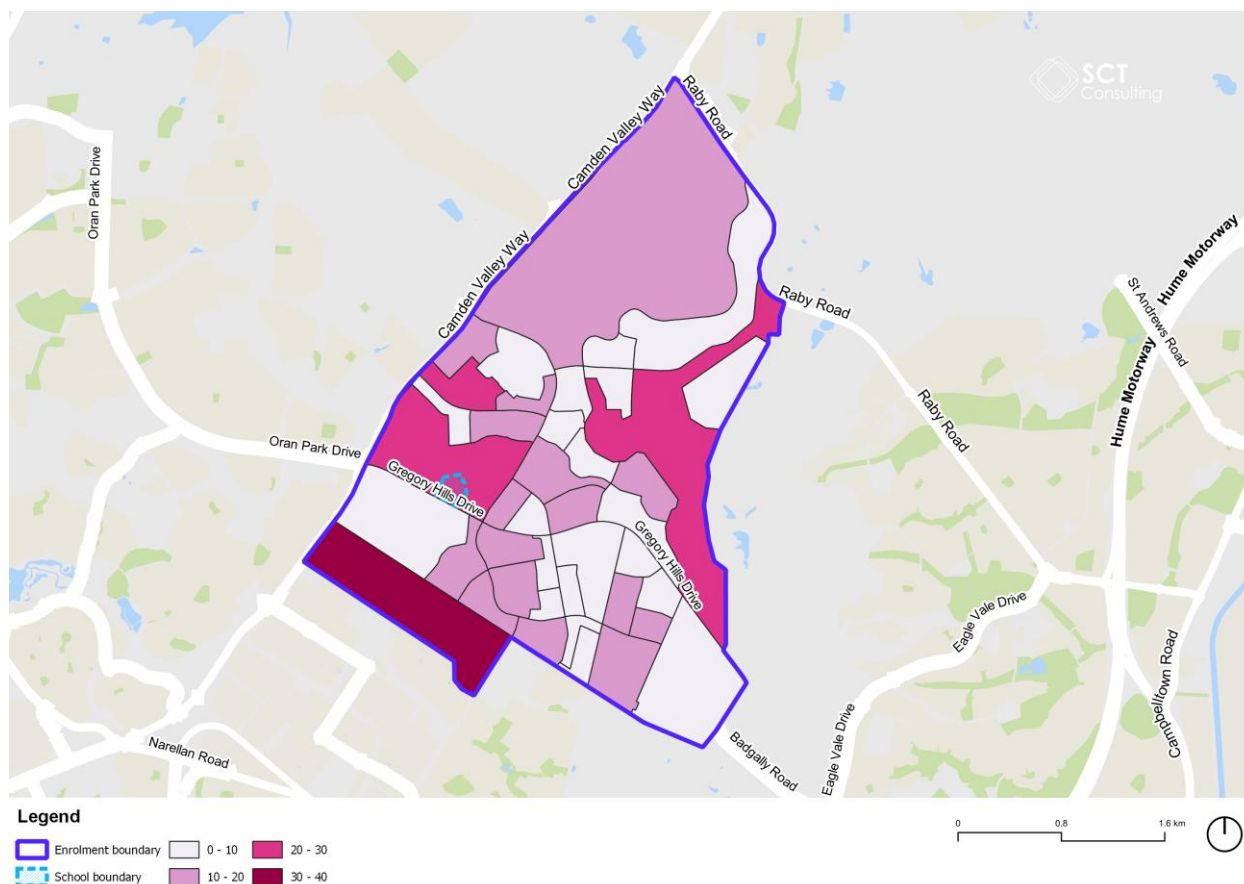 SCT
Consulting
Raby Road
Camden Valley Way
Oran Park Drive
Hume Motorway
St Andrews Road
Camden Valley Way
Raby Road
Hume Motorway
Raby Road
Oran Park Drive
Gregory Hills Drive
Gregory Hills Drive
Eagle Vale Drive
Campbelltown Road
Narellan Road
Badgally Road
Eagle Vale Drive
Legend
Enrolment boundary
0 - 10
20 - 30
School boundary
10 - 20
30 - 40
0
0.8
1.6 km